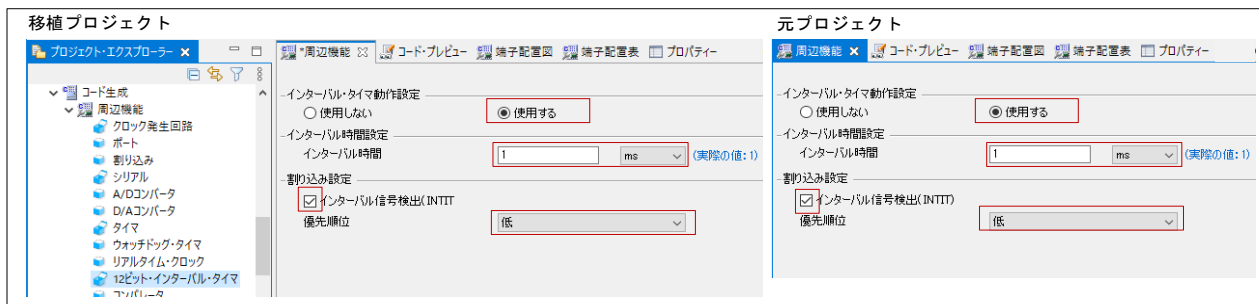 移植プロジェクト
プロジェクト・エクスプローラー
コード生成
周辺機能
クロック発生回路
ポート
割り込み
シリアル
A/Dコンバータ
D/Aコンバータ
タイマ
ウォッチドッグ・タイマ
リアルタイム・クロック
12ビット・インターバル・タイマ
コンパレータ
*周辺機能 コード・プレビュー 端子配置図 端子配置表 プロパティー
インターバル・タイマ動作設定
使用しない 使用する
インターバル時間設定
インターバル時間 1 ms (実際の値: 1)
割り込み設定
インターバル信号検出(INTIT
優先順位 低
元プロジェクト
周辺機能 コード・プレビュー 端子配置図 端子配置表 プロパティー
インターバル・タイマ動作設定
使用しない 使用する
インターバル時間設定
インターバル時間 1 ms (実際の値: 1)
割り込み設定
インターバル信号検出(INTIT)
優先順位 低